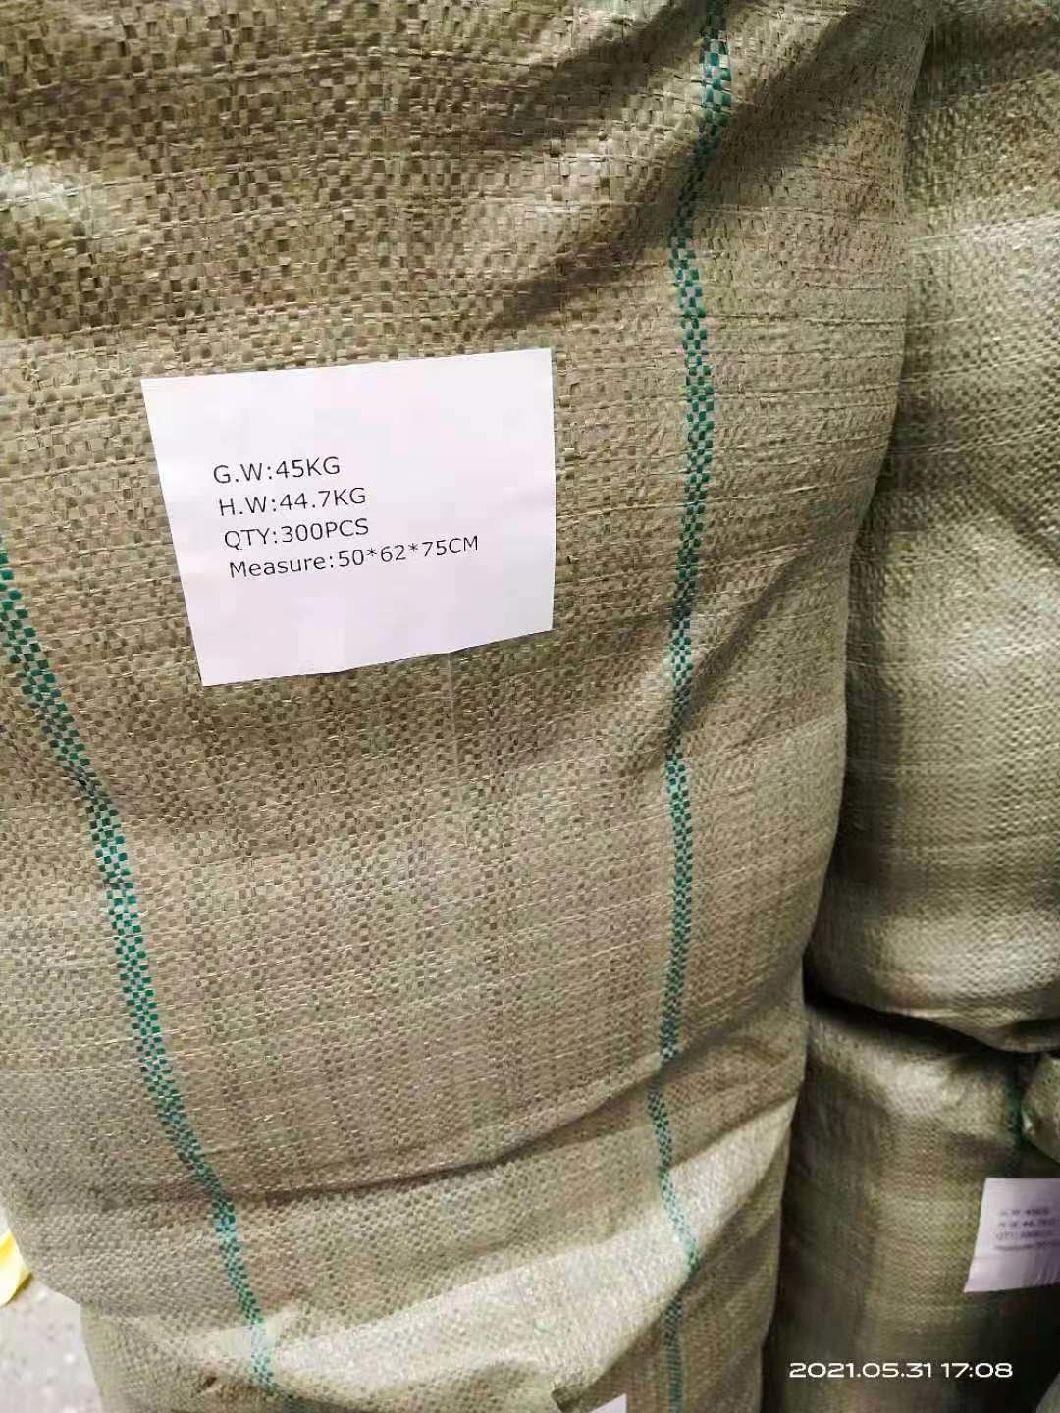 G.W:45KG
H.W:44.7KG
QTY:300PCS
Measure:50*62*75CM
2021.05.31 17:08